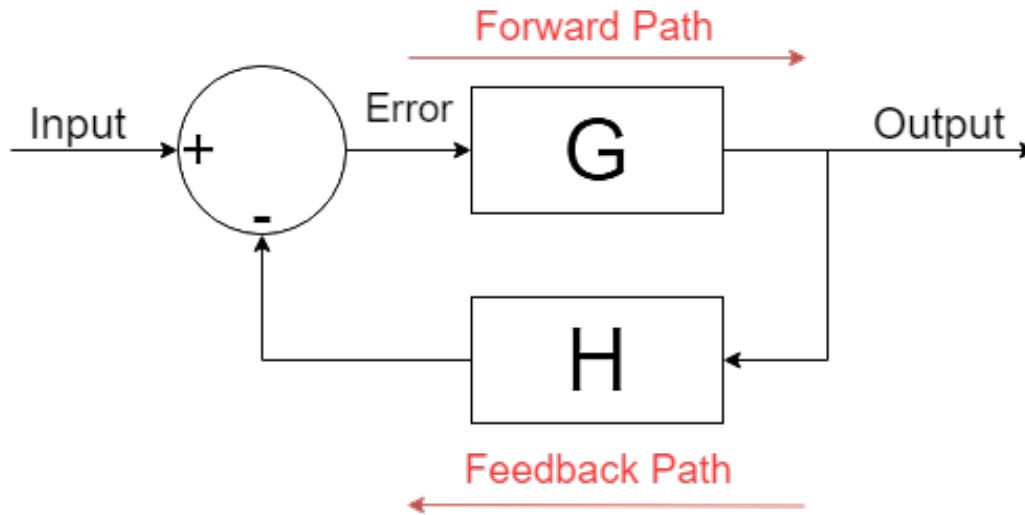 Forward Path
Input
+
Error
G
Output
-
H
Feedback Path